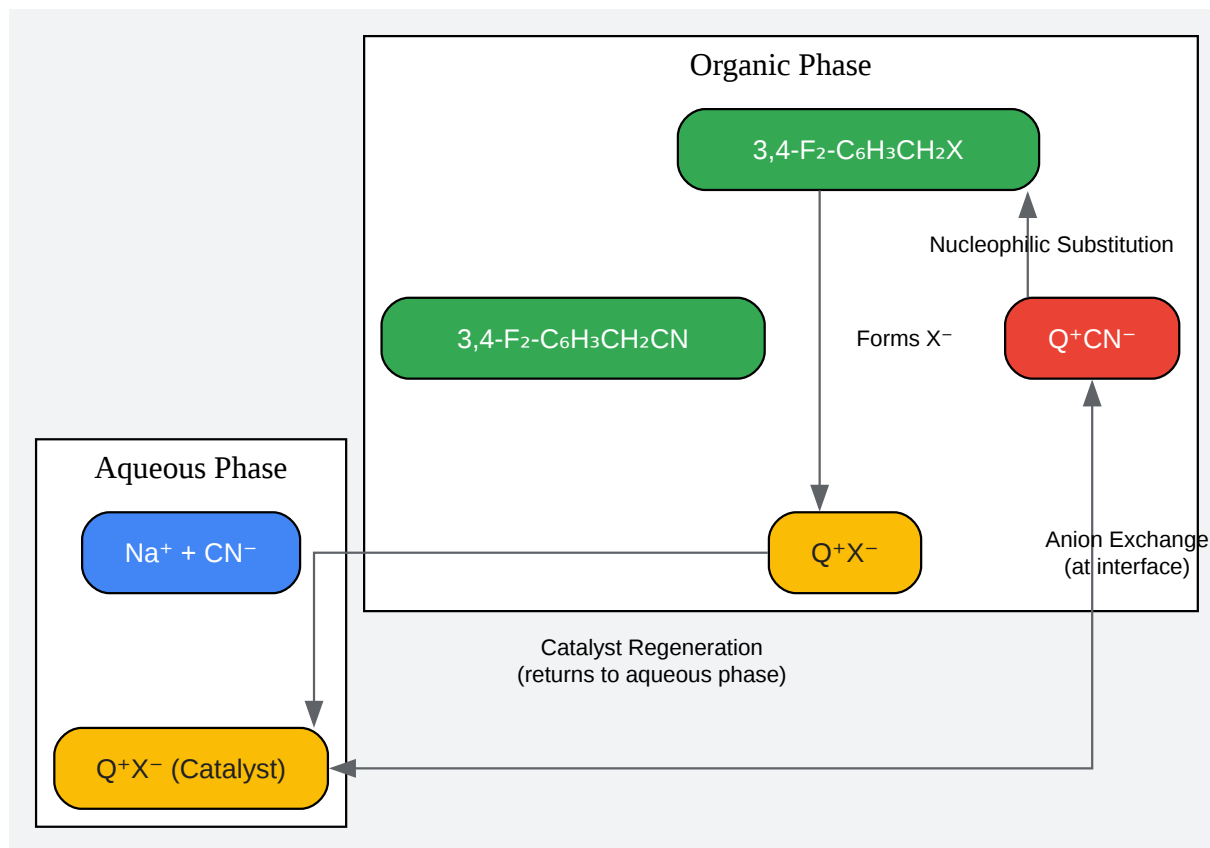 Organic Phase
3,4-F₂-C₆H₃CH₂X
Nucleophilic Substitution
3,4-F₂-C₆H₃CH₂CN
Forms X⁻
Q⁺CN⁻
Aqueous Phase
Na⁺ + CN⁻
Q⁺X⁻
Anion Exchange
(at interface)
Catalyst Regeneration
(returns to aqueous phase)
Q⁺X⁻ (Catalyst)